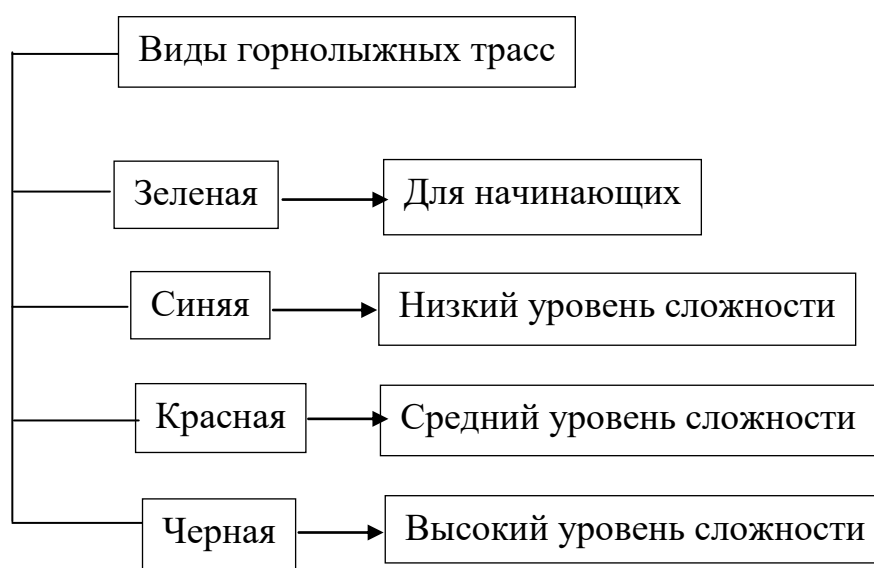 Виды горнолыжных трасс
Зеленая
Для начинающих
Синяя
Низкий уровень сложности
Красная
Средний уровень сложности
Черная
Высокий уровень сложности